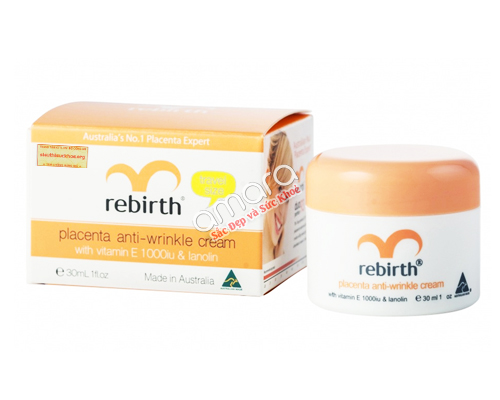 Australia's No.1 Placenta Expert
rebirth®
placenta anti-wrinkle cream
with vitamin E 1000iu & lanolin
e 30mL 1fl oz
Made in Australia
amara
Sắc Đẹp và Sức Khỏe
rebirth®
placenta anti-wrinkle cream
with vitamin E 1000iu & lanolin e 30 ml 1 oz